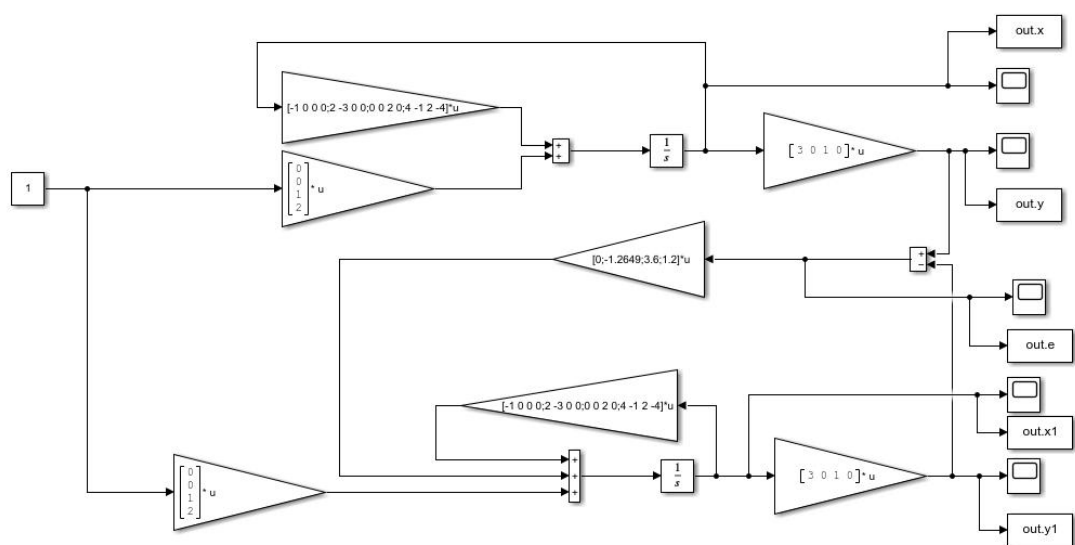 out.x
[-1 0 0 0;2 -3 0 0;0 0 2 0;4 -1 2 -4]*u
+
+
1
s
[ 3 0 1 0 ]* u
1
0
0
1
2
* u
out.y
[0;-1.2649;3.6;1.2]*u
+
−
out.e
[-1 0 0 0;2 -3 0 0;0 0 2 0;4 -1 2 -4]*u
out.x1
+
+
+
1
s
[ 3 0 1 0 ]* u
0
0
1
2
* u
out.y1